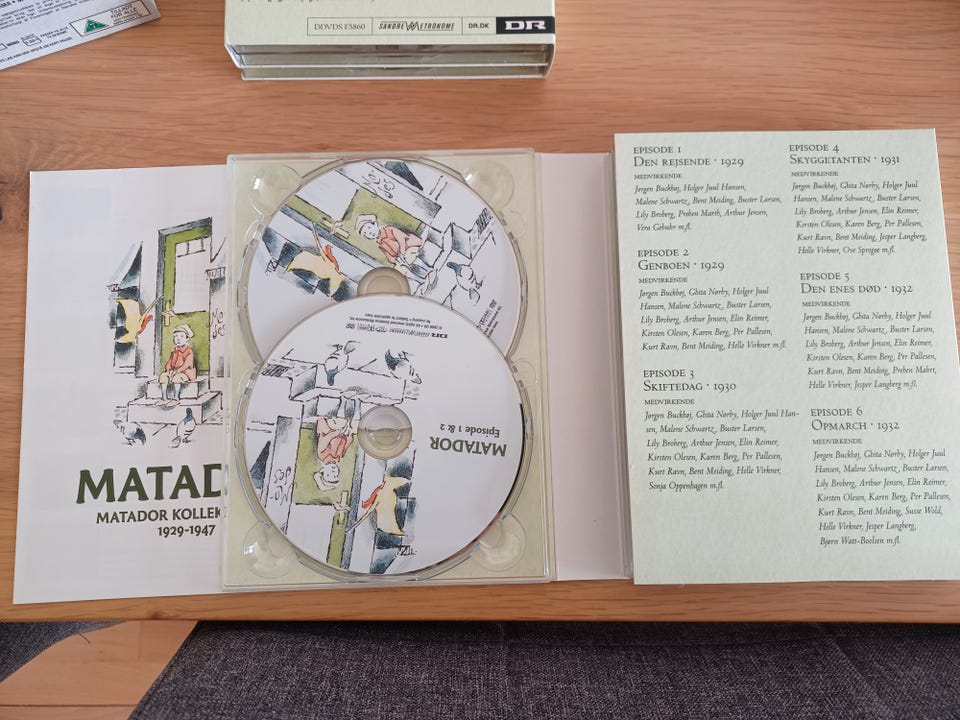 TILLADT
FOR ALLE
DDVDS F5860
SANDREW METRONOME
DR.DK
DR
MATAD
MATADOR KOLLEK
1929-1947
DR
MATADOR
Episode 1 & 2
EPISODE 1
DEN REJSENDE · 1929
MEDVIRKENDE
Jørgen Buckhøj, Holger Juul Hansen,
Malene Schwartz, Bent Mejding, Buster Larsen,
Lily Broberg, Preben Marth, Arthur Jensen,
Vera Gebuhr m.fl.
EPISODE 2
GENBOEN · 1929
MEDVIRKENDE
Jørgen Buckhøj, Ghita Nørby, Holger Juul
Hansen, Malene Schwartz, Buster Larsen,
Lily Broberg, Arthur Jensen, Elin Reimer,
Kirsten Olesen, Karen Berg, Per Pallesen,
Kurt Ravn, Bent Mejding, Helle Virkner m.fl.
EPISODE 3
SKIFTEDAG · 1930
MEDVIRKENDE
Jørgen Buckhøj, Ghita Nørby, Holger Juul Han-
sen, Malene Schwartz, Buster Larsen,
Lily Broberg, Arthur Jensen, Elin Reimer,
Kirsten Olesen, Karen Berg, Per Pallesen,
Kurt Ravn, Bent Mejding, Helle Virkner,
Sonja Oppenhagen m.fl.
EPISODE 4
SKYGGETANTEN · 1931
MEDVIRKENDE
Jørgen Buckhøj, Ghita Nørby, Holger Juul
Hansen, Malene Schwartz, Buster Larsen,
Lily Broberg, Arthur Jensen, Elin Reimer,
Kirsten Olesen, Karen Berg, Per Pallesen,
Kurt Ravn, Bent Mejding, Jesper Langberg,
Helle Virkner, Ove Sprogøe m.fl.
EPISODE 5
DEN ENES DØD · 1932
MEDVIRKENDE
Jørgen Buckhøj, Ghita Nørby, Holger Juul
Hansen, Malene Schwartz, Buster Larsen,
Lily Broberg, Arthur Jensen, Elin Reimer,
Kirsten Olesen, Karen Berg, Per Pallesen,
Kurt Ravn, Bent Mejding, Preben Mahrt,
Helle Virkner, Jesper Langberg m.fl.
EPISODE 6
OPMARCH · 1932
MEDVIRKENDE
Jørgen Buckhøj, Ghita Nørby, Holger Juul
Hansen, Malene Schwartz, Buster Larsen,
Lily Broberg, Arthur Jensen, Elin Reimer,
Kirsten Olesen, Karen Berg, Per Pallesen,
Kurt Ravn, Bent Mejding, Susse Wold,
Helle Virkner, Jesper Langberg,
Bjørn Watt-Boolsen m.fl.